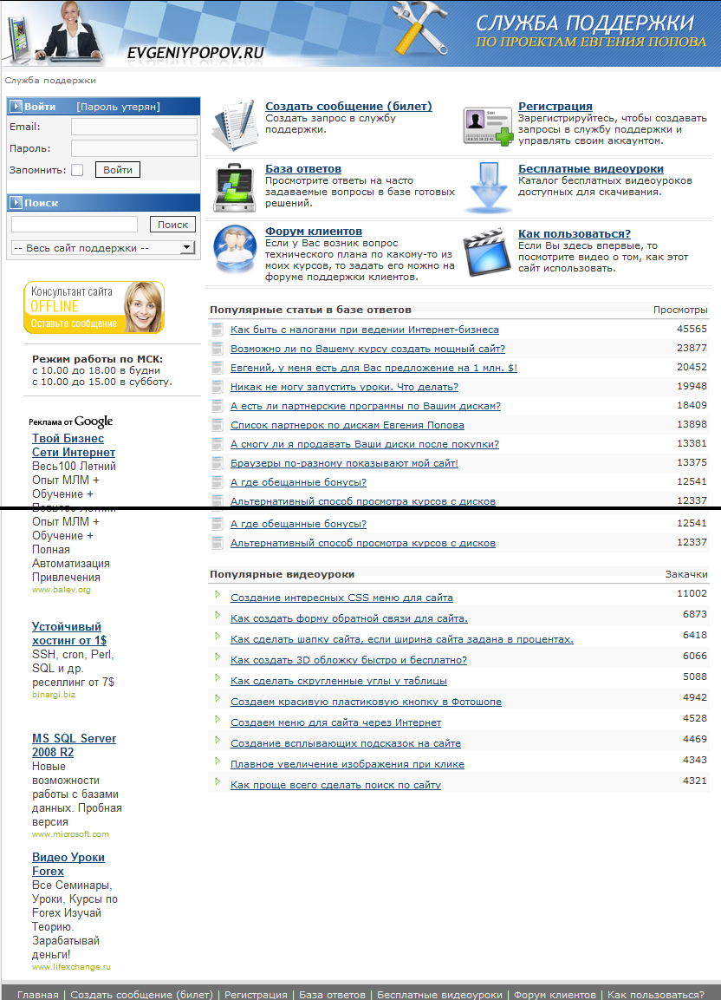 СЛУЖБА ПОДДЕРЖКИ
ПО ПРОЕКТАМ ЕВГЕНИЯ ПОПОВА
EVGENIYPOPOV.RU
Служба поддержки
Войти [Пароль утерян]
Email:
Пароль:
Запомнить: Войти
Поиск
Поиск
-- Весь сайт поддержки --
Консультант сайта
OFFLINE
Оставьте сообщение
Режим работы по МСК:
с 10.00 до 18.00 в будни
с 10.00 до 15.00 в субботу.
Реклама от Google
Твой Бизнес
Сети Интернет
Весь100 Летний
Опыт МЛМ +
Обучение +
Опыт МЛМ +
Обучение +
Полная
Автоматизация
Привлечения
www.balev.org
Устойчивый
хостинг от 1$
SSH, cron, Perl,
SQL и др.
реселлинг от 7$
binargi.biz
MS SQL Server
2008 R2
Новые
возможности
работы с базами
данных. Пробная
версия
www.microsoft.com
Видео Уроки
Forex
Все Семинары,
Уроки, Курсы по
Forex Изучай
Теорию.
Зарабатывай
деньги!
www.lifexchange.ru
Создать сообщение (билет)
Создать запрос в службу
поддержки.
Регистрация
Зарегистрируйтесь, чтобы создавать
запросы в службу поддержки и
управлять своим аккаунтом.
База ответов
Просмотрите ответы на часто
задаваемые вопросы в базе готовых
решений.
Бесплатные видеоуроки
Каталог бесплатных видеоуроков
доступных для скачивания.
Форум клиентов
Если у Вас возник вопрос
технического плана по какому-то из
моих курсов, то задать его можно на
форуме поддержки клиентов.
Как пользоваться?
Если Вы здесь впервые, то
посмотрите видео о том, как этот
сайт использовать.
Популярные статьи в базе ответов Просмотры
Как быть с налогами при ведении Интернет-бизнеса 45565
Возможно ли по Вашему курсу создать мощный сайт? 23877
Евгений, у меня есть для Вас предложение на 1 млн. $! 20452
Никак не могу запустить уроки. Что делать? 19948
А есть ли партнерские программы по Вашим дискам? 18409
Список партнерок по дискам Евгения Попова 13898
А смогу ли я продавать Ваши диски после покупки? 13381
Браузеры по-разному показывают мой сайт! 13375
А где обещанные бонусы? 12541
Альтернативный способ просмотра курсов с дисков 12337
А где обещанные бонусы? 12541
Альтернативный способ просмотра курсов с дисков 12337
Популярные видеоуроки Закачки
Создание интересных CSS меню для сайта 11002
Как создать форму обратной связи для сайта. 6873
Как сделать шапку сайта, если ширина сайта задана в процентах. 6418
Как создать 3D обложку быстро и бесплатно? 6066
Как сделать скругленные углы у таблицы 5088
Создаем красивую пластиковую кнопку в Фотошопе 4942
Создаем меню для сайта через Интернет 4528
Создание всплывающих подсказок на сайте 4469
Плавное увеличение изображения при клике 4343
Как проще всего сделать поиск по сайту 4321
Главная | Создать сообщение (билет) | Регистрация | База ответов | Бесплатные видеоуроки | Форум клиентов | Как пользоваться?